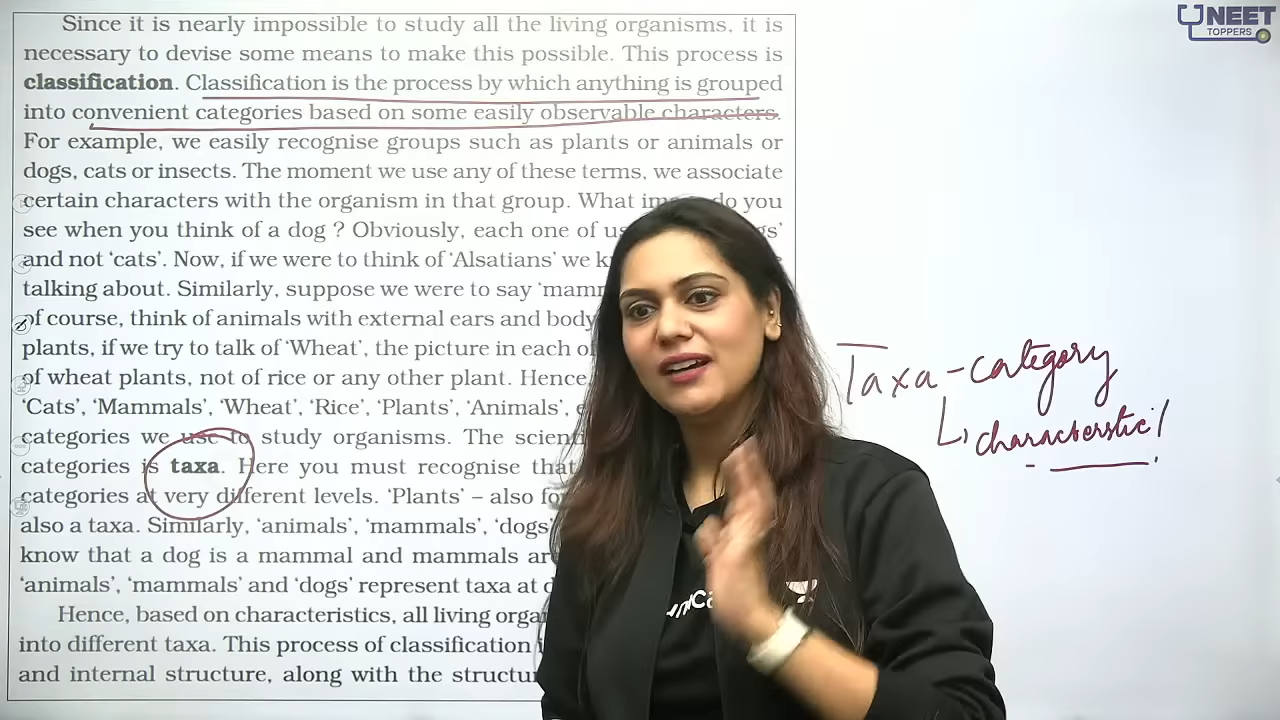 Since it is nearly impossible to study all the living organisms, it is
necessary to devise some means to make this possible. This process is
classification. Classification is the process by which anything is grouped
into convenient categories based on some easily observable characters.
For example, we easily recognise groups such as plants or animals or
dogs, cats or insects. The moment we use any of these terms, we associate
certain characters with the organism in that group. What do you
see when you think of a dog ? Obviously, each one of us
and not ‘cats’. Now, if we were to think of ‘Alsatians’ we
talking about. Similarly, suppose we were to say
of course, think of animals with external ears and body
plants, if we try to talk of ‘Wheat’, the picture in each of
of wheat plants, not of rice or any other plant. Hence
‘Cats’, ‘Mammals’, ‘Wheat’, ‘Rice’, ‘Plants’, ‘Animals’,
categories we use to study organisms. The
categories is taxa. Here you must recognise that
categories at very different levels. ‘Plants’ – also
also a taxa. Similarly, ‘animals’, ‘mammals’, ‘dogs’
know that a dog is a mammal and mammals
‘animals’, ‘mammals’ and ‘dogs’ represent taxa at
Hence, based on characteristics, all living
into different taxa. This process of classification
and internal structure, along with the
Taxa - category
characterstic
UNEET
TOPPERS